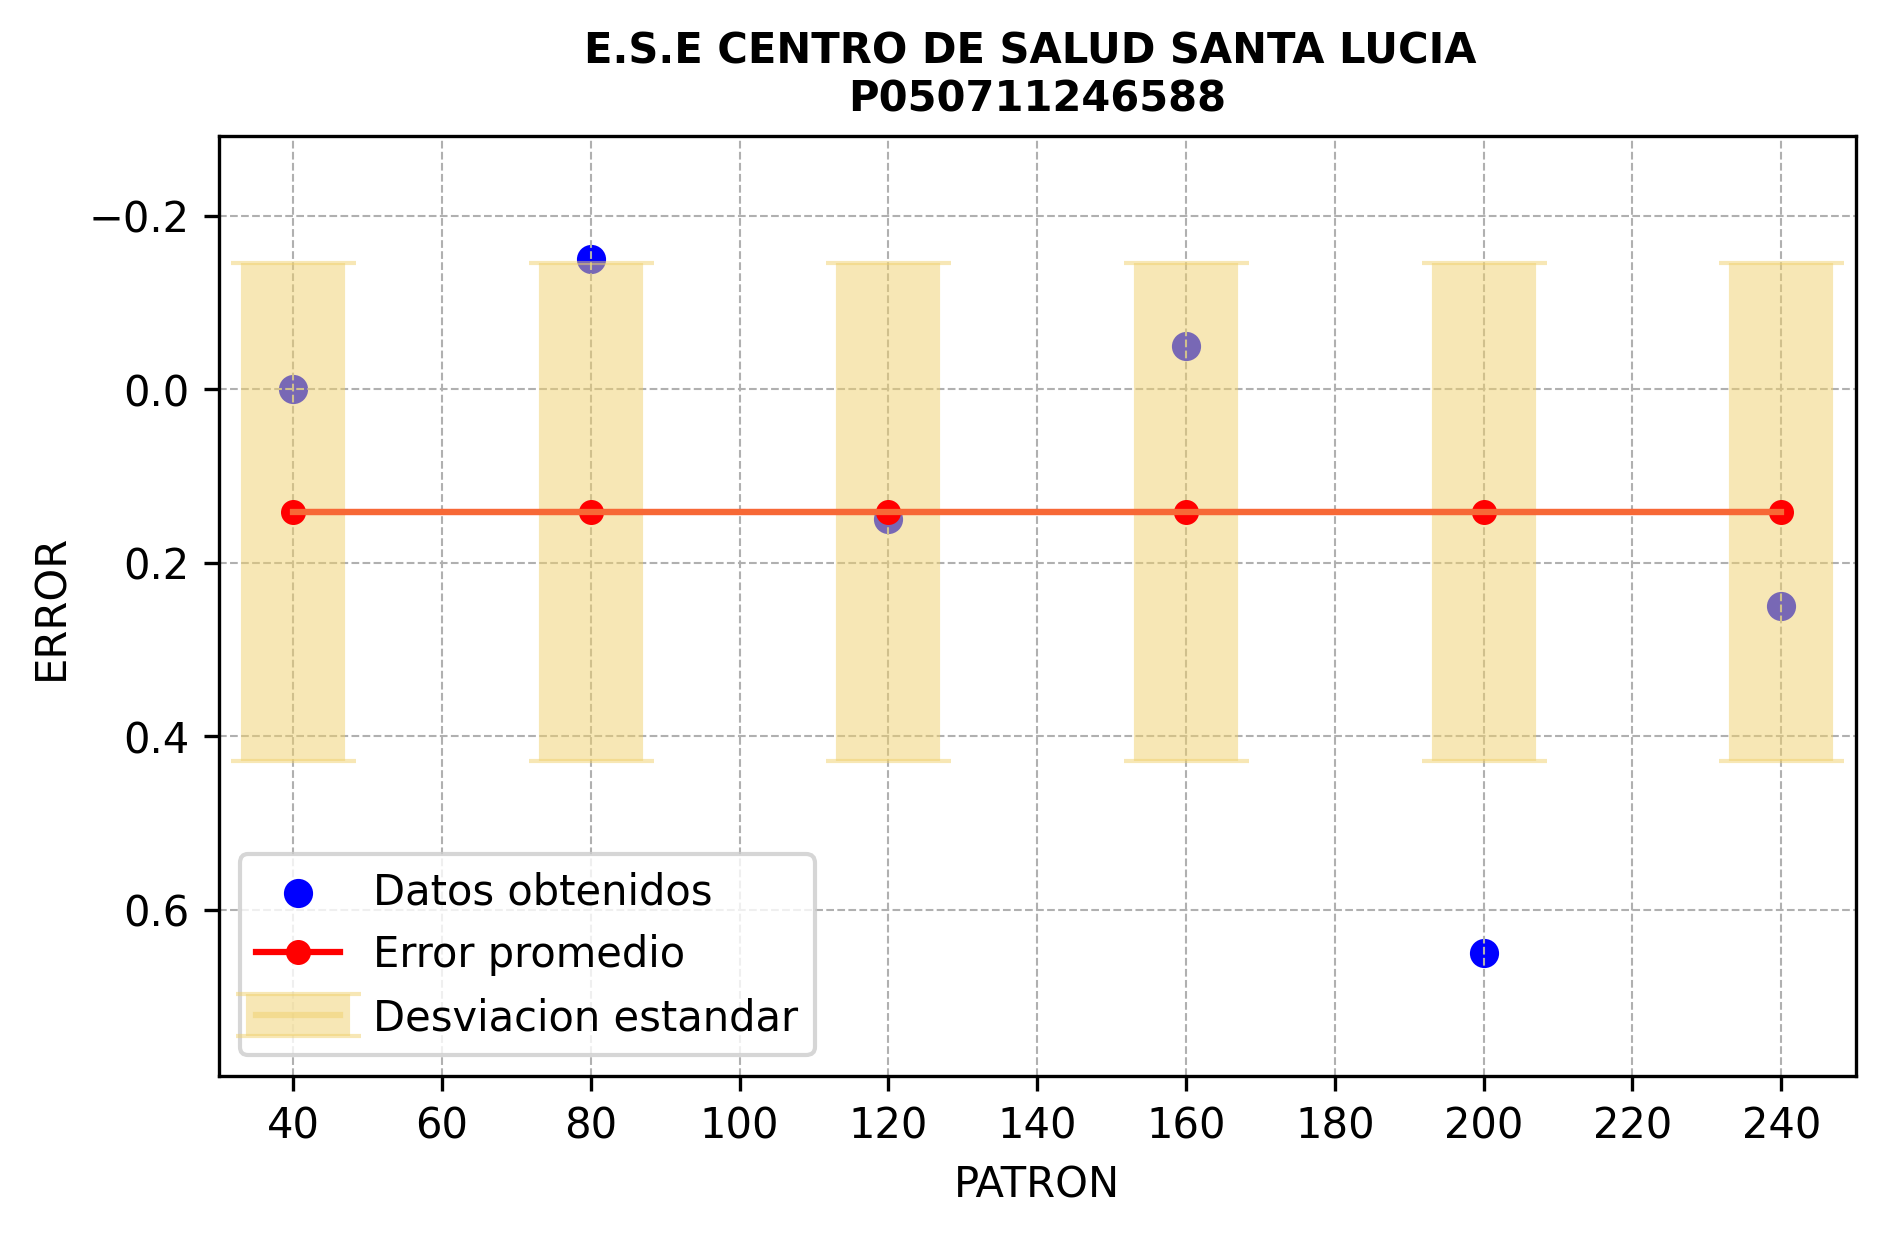 E.S.E CENTRO DE SALUD SANTA LUCIA
P050711246588
ERROR
−0.2
0.0
0.2
0.4
0.6
Datos obtenidos
Error promedio
Desviacion estandar
40 60 80 100 120 140 160 180 200 220 240
PATRON